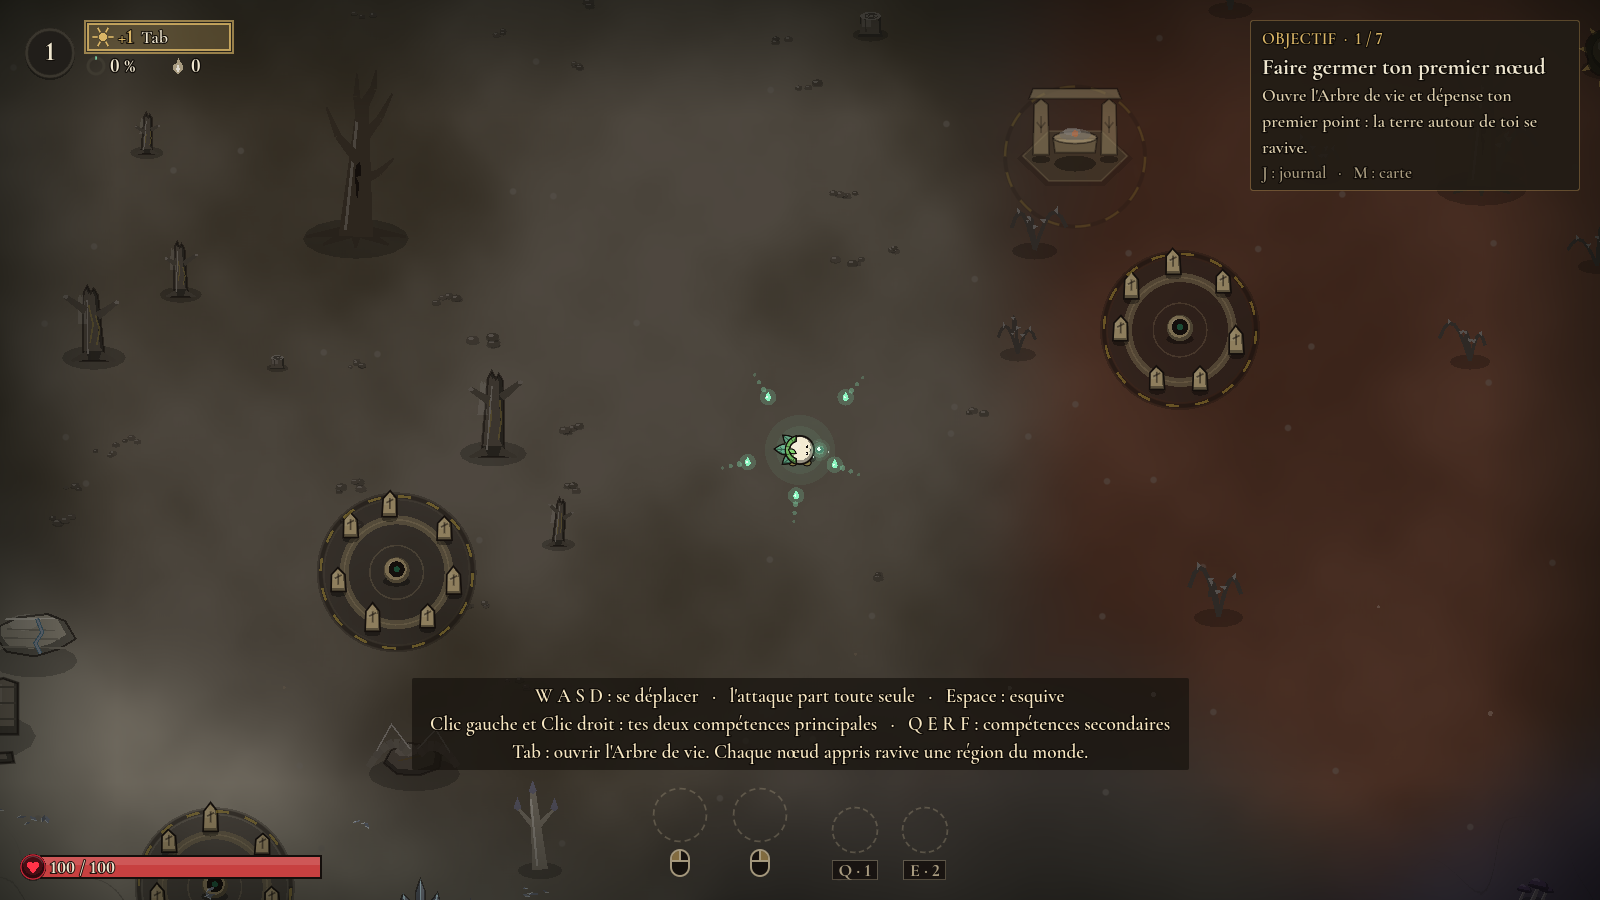 1
+1 Tab
0 %
0
OBJECTIF · 1 / 7
Faire germer ton premier nœud
Ouvre l'Arbre de vie et dépense ton
premier point : la terre autour de toi se
ravive.
J : journal · M : carte
W A S D : se déplacer · l'attaque part toute seule · Espace : esquive
Clic gauche et Clic droit : tes deux compétences principales · Q E R F : compétences secondaires
Tab : ouvrir l'Arbre de vie. Chaque nœud appris ravive une région du monde.
100 / 100
Q · 1
E · 2